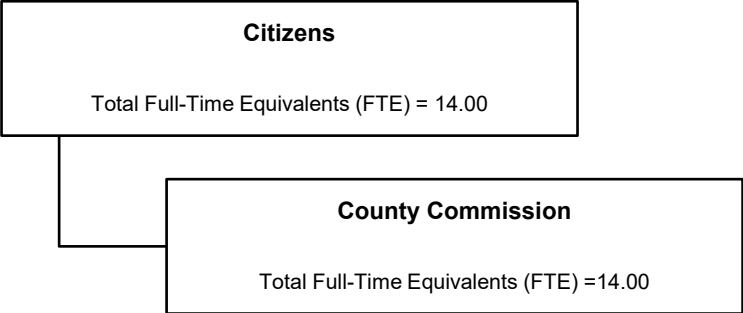 Citizens
Total Full-Time Equivalents (FTE) = 14.00
County Commission
Total Full-Time Equivalents (FTE) =14.00